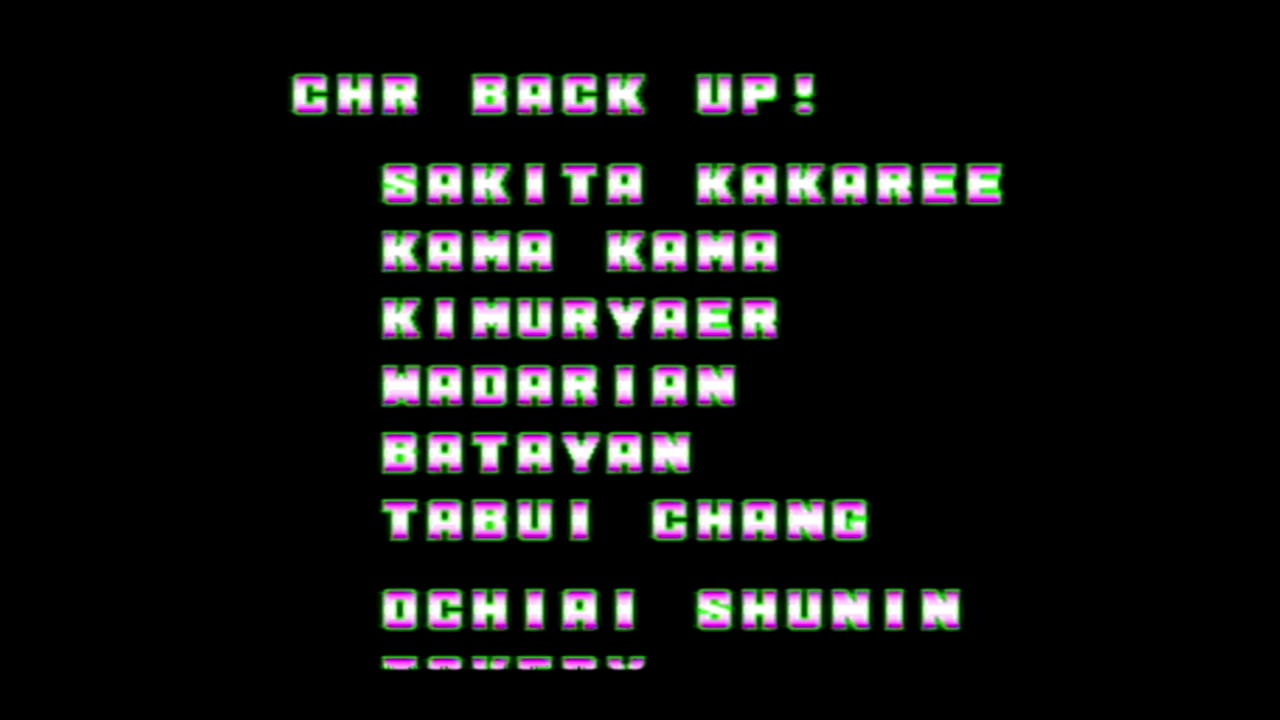 CHR BACK UP!
SAKITA KAKAREE
KAMA KAMA
KIMURYAER
WADARIAN
BATAYAN
TABUI CHANG
OCHIAI SHUNIN